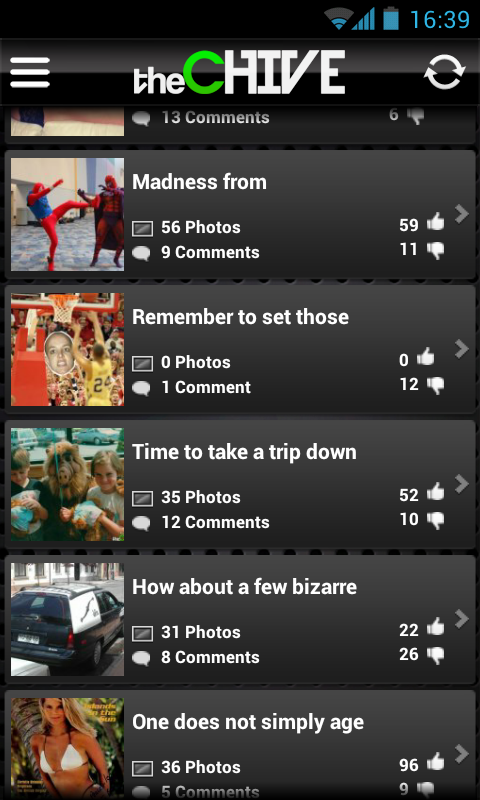 16:39
theCHIVE
13 Comments
6
Madness from
56 Photos
59
9 Comments
11
Remember to set those
0 Photos
0
1 Comment
12
24
Time to take a trip down
35 Photos
52
12 Comments
10
How about a few bizarre
31 Photos
22
8 Comments
26
One does not simply age
36 Photos
96
5 Comments
9